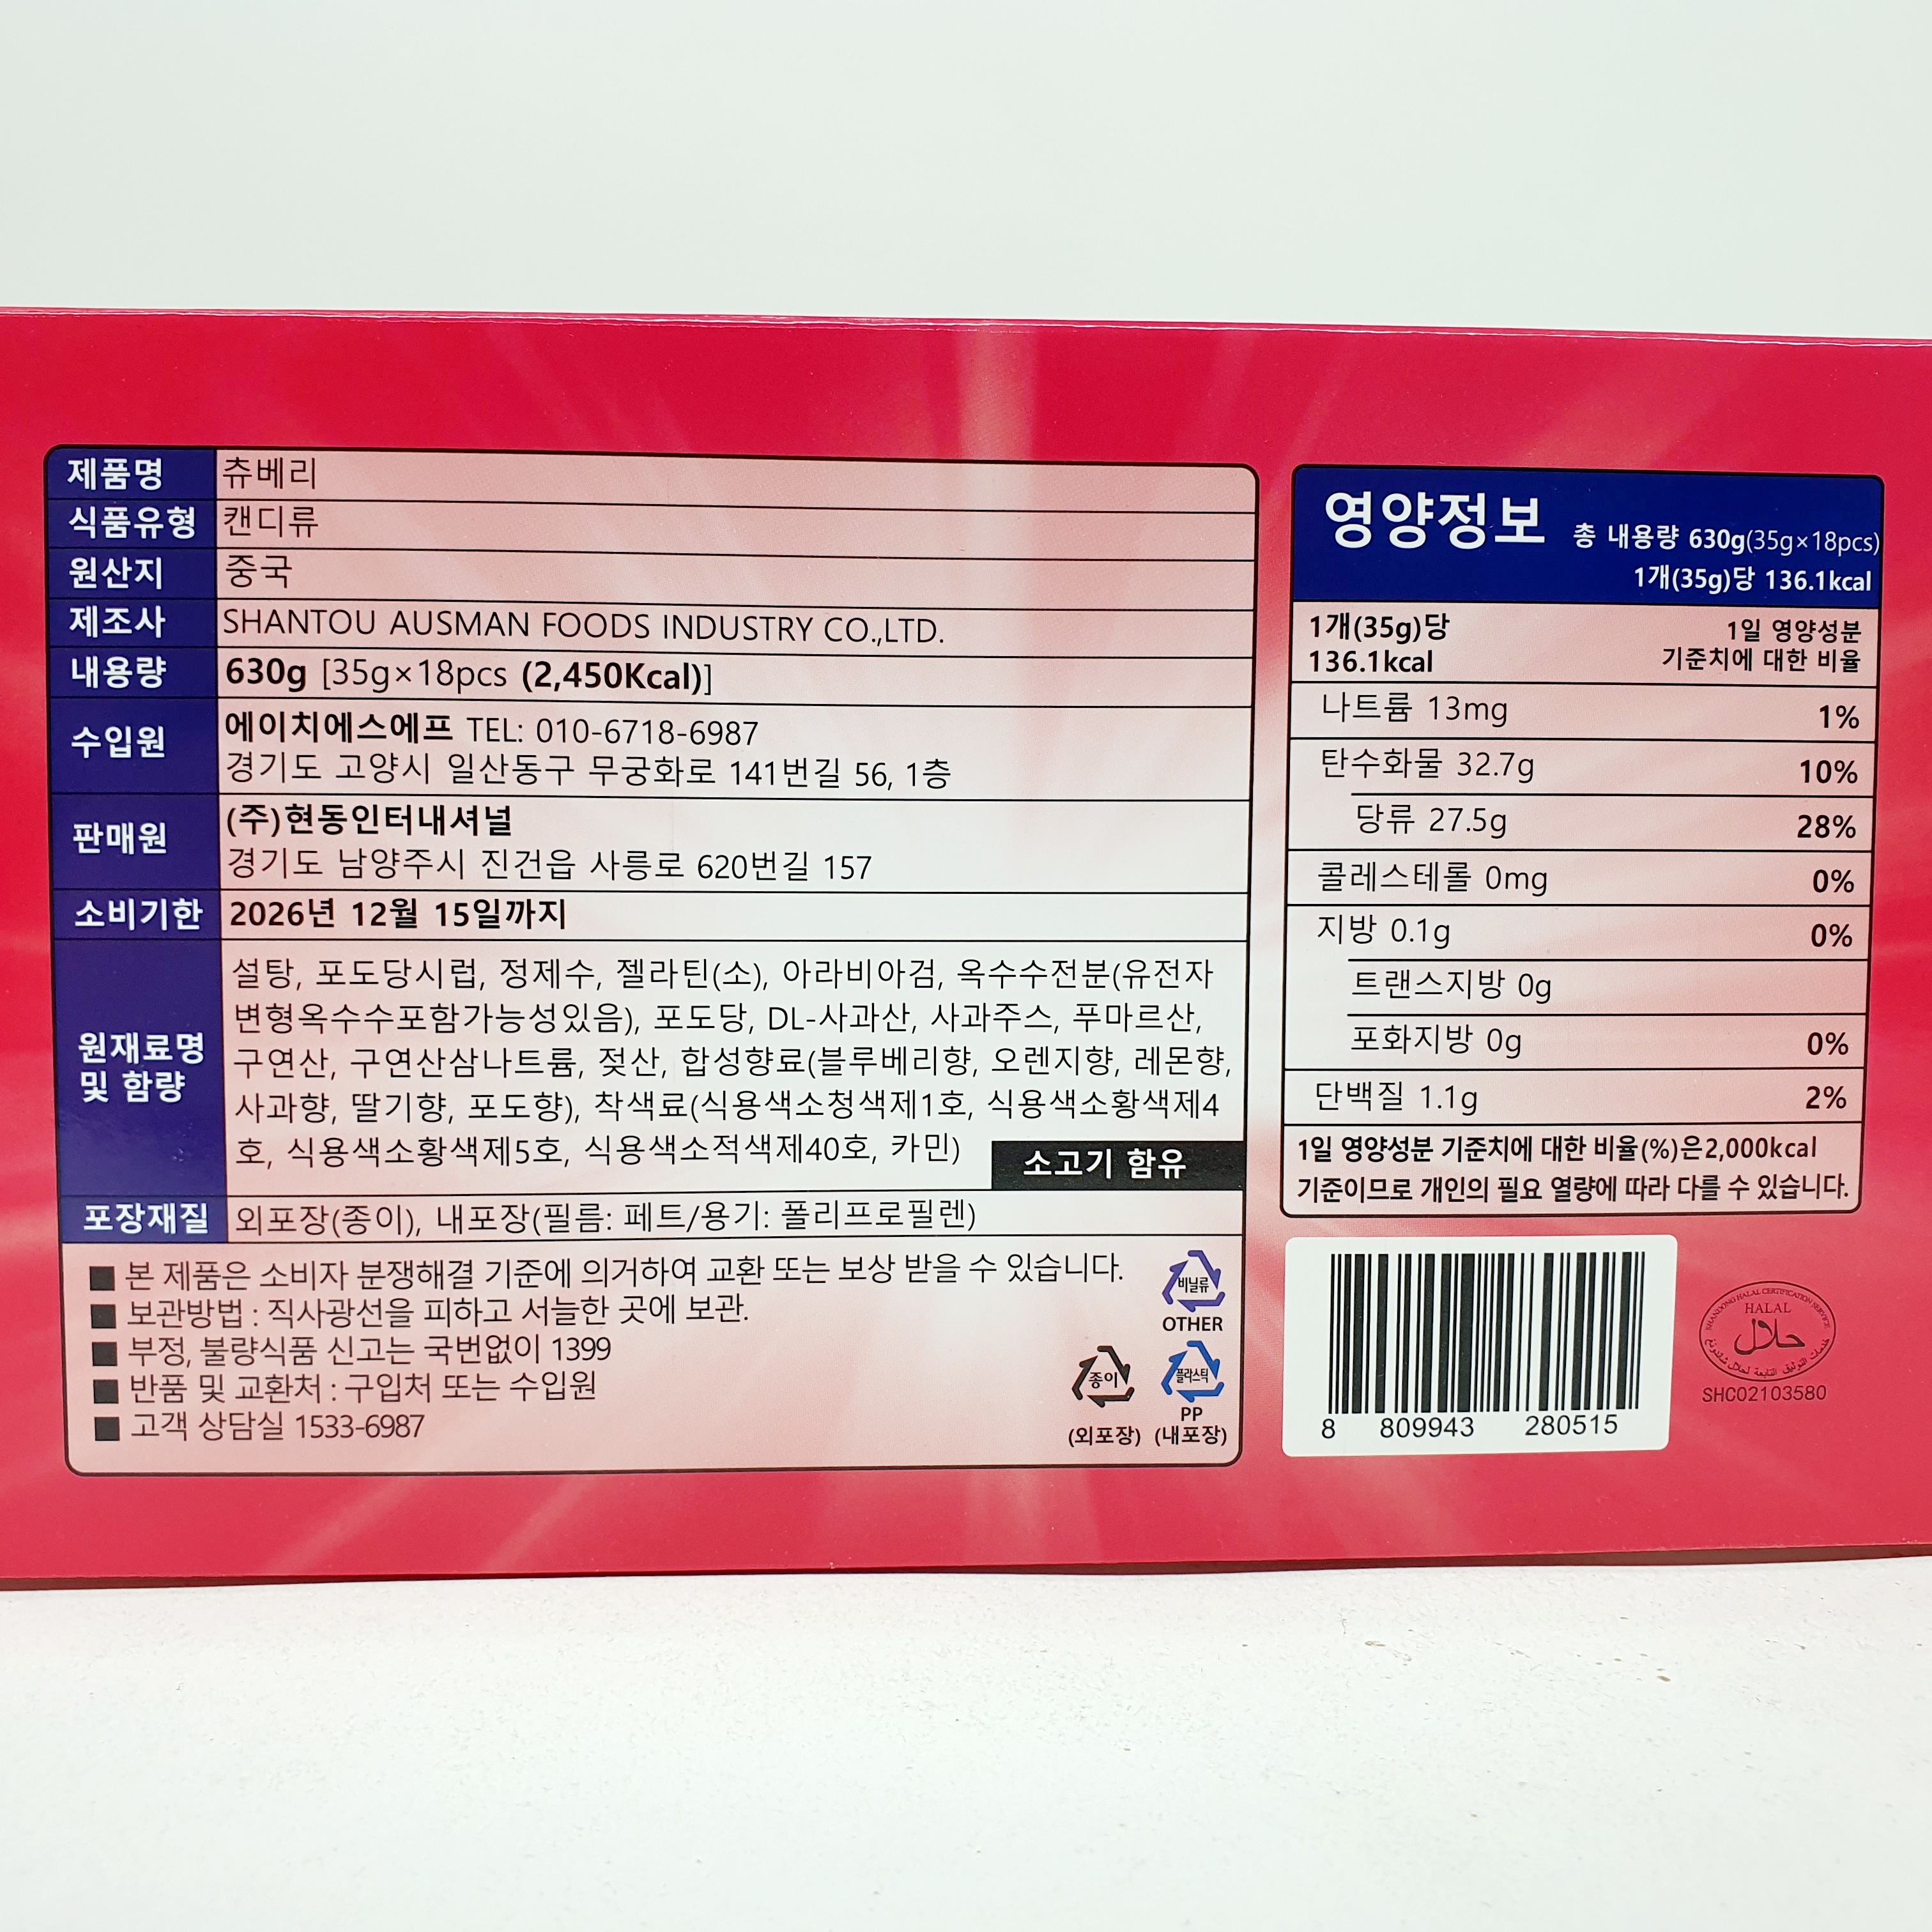 제품명 츄베리
식품유형 캔디류
원산지 중국
제조사 SHANTOU AUSMAN FOODS INDUSTRY CO.,LTD.
내용량 630g [35g×18pcs (2,450Kcal)]
수입원 에이치에스에프 TEL: 010-6718-6987
경기도 고양시 일산동구 무궁화로 141번길 56, 1층
판매원 (주)현동인터내셔널
경기도 남양주시 진건읍 사릉로 620번길 157
소비기한 2026년 12월 15일까지
원재료명 및 함량
설탕, 포도당시럽, 정제수, 젤라틴(소), 아라비아검, 옥수수전분(유전자
변형옥수수포함가능성있음), 포도당, DL-사과산, 사과주스, 푸마르산,
구연산, 구연산삼나트륨, 젖산, 합성향료(블루베리향, 오렌지향, 레몬향,
사과향, 딸기향, 포도향), 착색료(식용색소청색제1호, 식용색소황색제4
호, 식용색소황색제5호, 식용색소적색제40호, 카민)
소고기 함유
포장재질 외포장(종이), 내포장(필름: 페트/용기: 폴리프로필렌)
■ 본 제품은 소비자 분쟁해결 기준에 의거하여 교환 또는 보상 받을 수 있습니다.
■ 보관방법 : 직사광선을 피하고 서늘한 곳에 보관.
■ 부정, 불량식품 신고는 국번없이 1399
■ 반품 및 교환처 : 구입처 또는 수입원
■ 고객 상담실 1533-6987
비닐류
OTHER
종이
(외포장)
플라스틱
PP
(내포장)
영양정보 총 내용량 630g(35g×18pcs)
1개(35g)당 136.1kcal
1개(35g)당 1일 영양성분
136.1kcal 기준치에 대한 비율
나트륨 13mg 1%
탄수화물 32.7g 10%
당류 27.5g 28%
콜레스테롤 0mg 0%
지방 0.1g 0%
트랜스지방 0g
포화지방 0g 0%
단백질 1.1g 2%
1일 영양성분 기준치에 대한 비율(%)은2,000kcal
기준이므로 개인의 필요 열량에 따라 다를 수 있습니다.
8 809943 280515
SHANDONG HALAL CERTIFICATION SERVICE
HALAL
حلال
SHC02103580